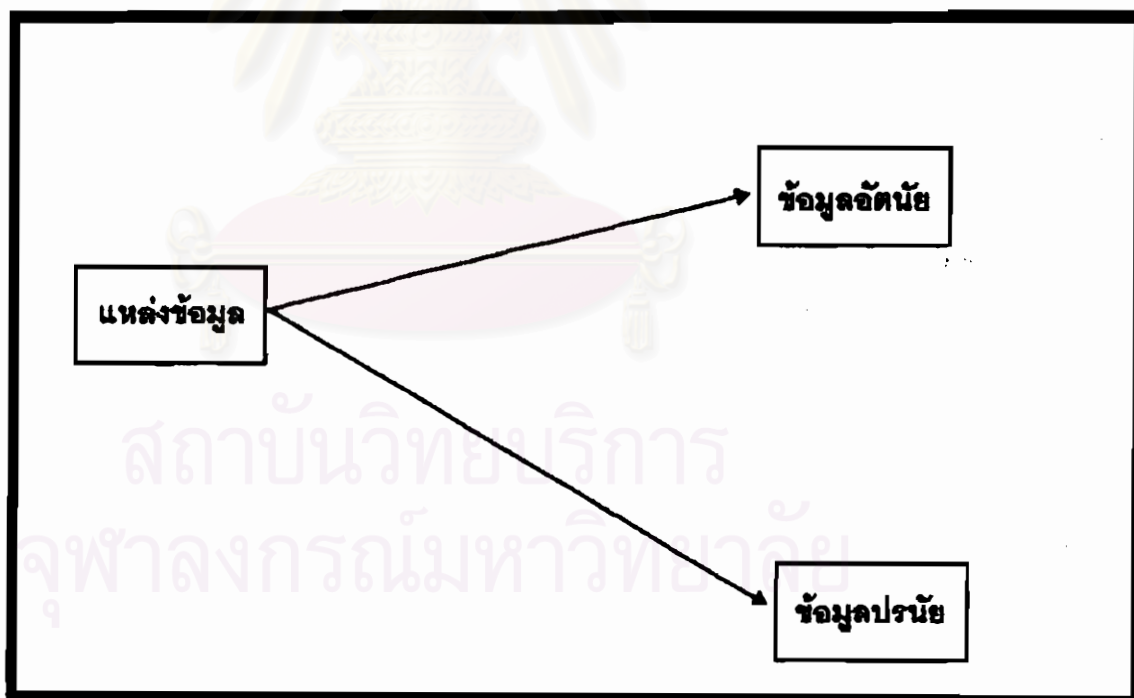 ข้อมูลอัตนัย
แหล่งข้อมูล
สถาบันวิทยบริการ
จุฬาลงกรณ์มหาวิทยาลัย
ข้อมูลปรนัย